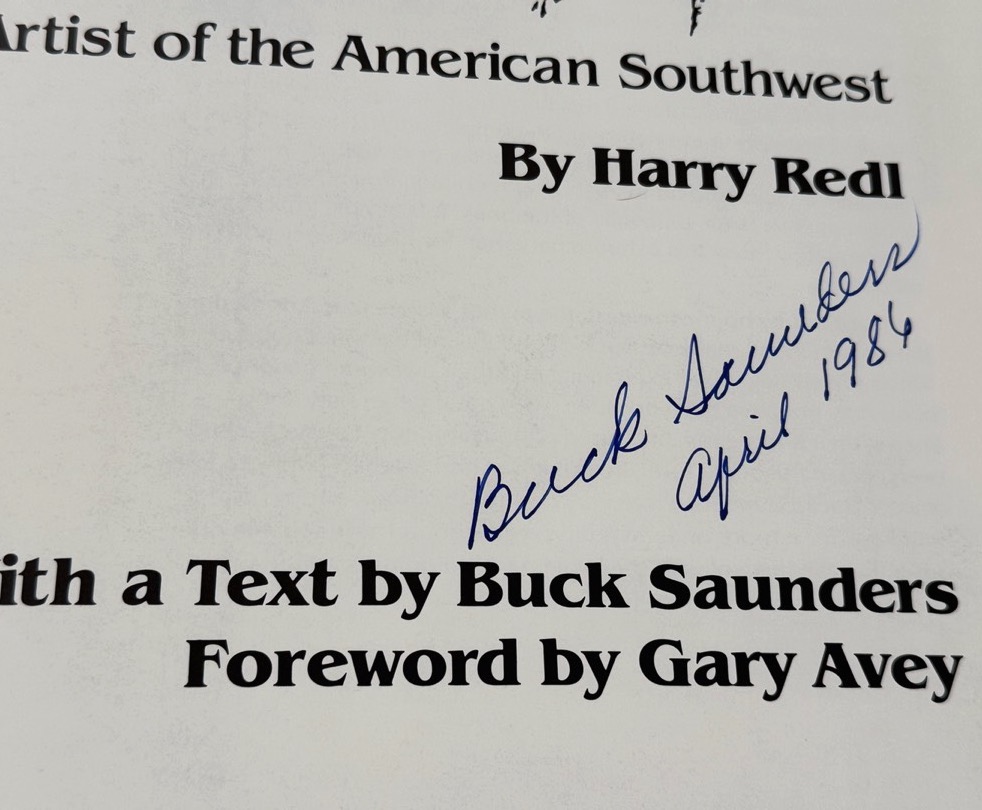 Artist of the American Southwest
By Harry Redl
Buck Saunders
April 1986
ith a Text by Buck Saunders
Foreword by Gary Avey